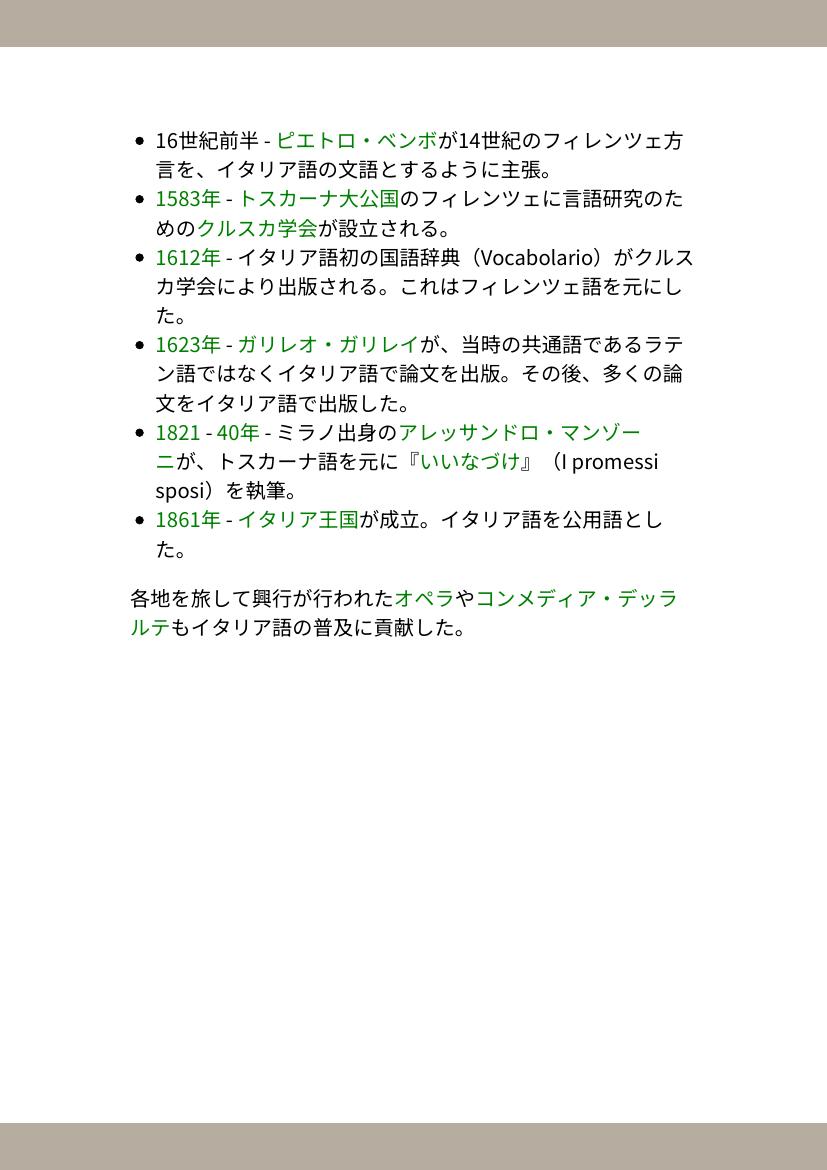 • 16世紀前半 - ピエトロ・ベンボが14世紀のフィレンツェ方
言を、イタリア語の文語とするように主張。
• 1583年 - トスカーナ大公国のフィレンツェに言語研究のた
めのクルスカ学会が設立される。
• 1612年 - イタリア語初の国語辞典（Vocabolario）がクルス
カ学会により出版される。これはフィレンツェ語を元にし
た。
• 1623年 - ガリレオ・ガリレイが、当時の共通語であるラテ
ン語ではなくイタリア語で論文を出版。その後、多くの論
文をイタリア語で出版した。
• 1821 - 40年 - ミラノ出身のアレッサンドロ・マンゾー
ニが、トスカーナ語を元に『いいなづけ』（I promessi
sposi）を執筆。
• 1861年 - イタリア王国が成立。イタリア語を公用語とし
た。
各地を旅して興行が行われたオペラやコンメディア・デッラ
ルテもイタリア語の普及に貢献した。